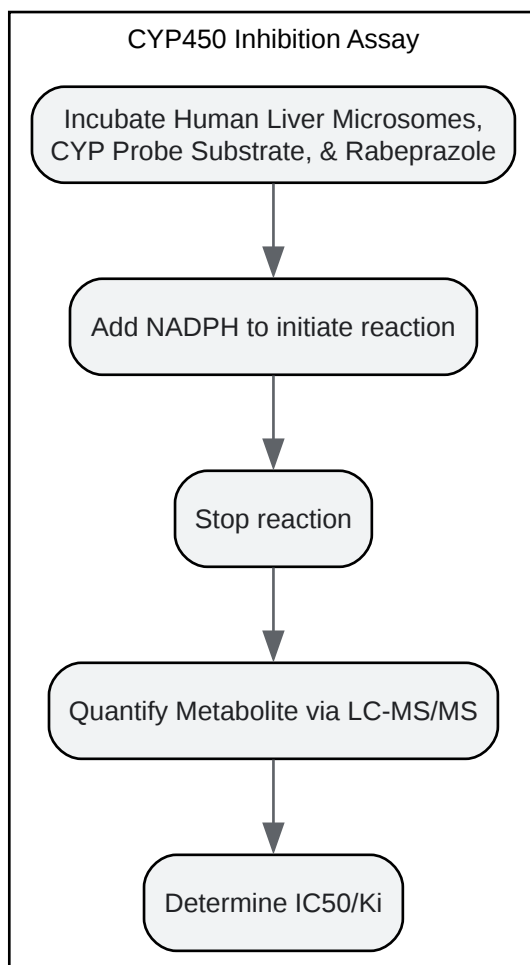 CYP450 Inhibition Assay
Incubate Human Liver Microsomes,
CYP Probe Substrate, & Rabeprazole
Add NADPH to initiate reaction
Stop reaction
Quantify Metabolite via LC-MS/MS
Determine IC50/Ki